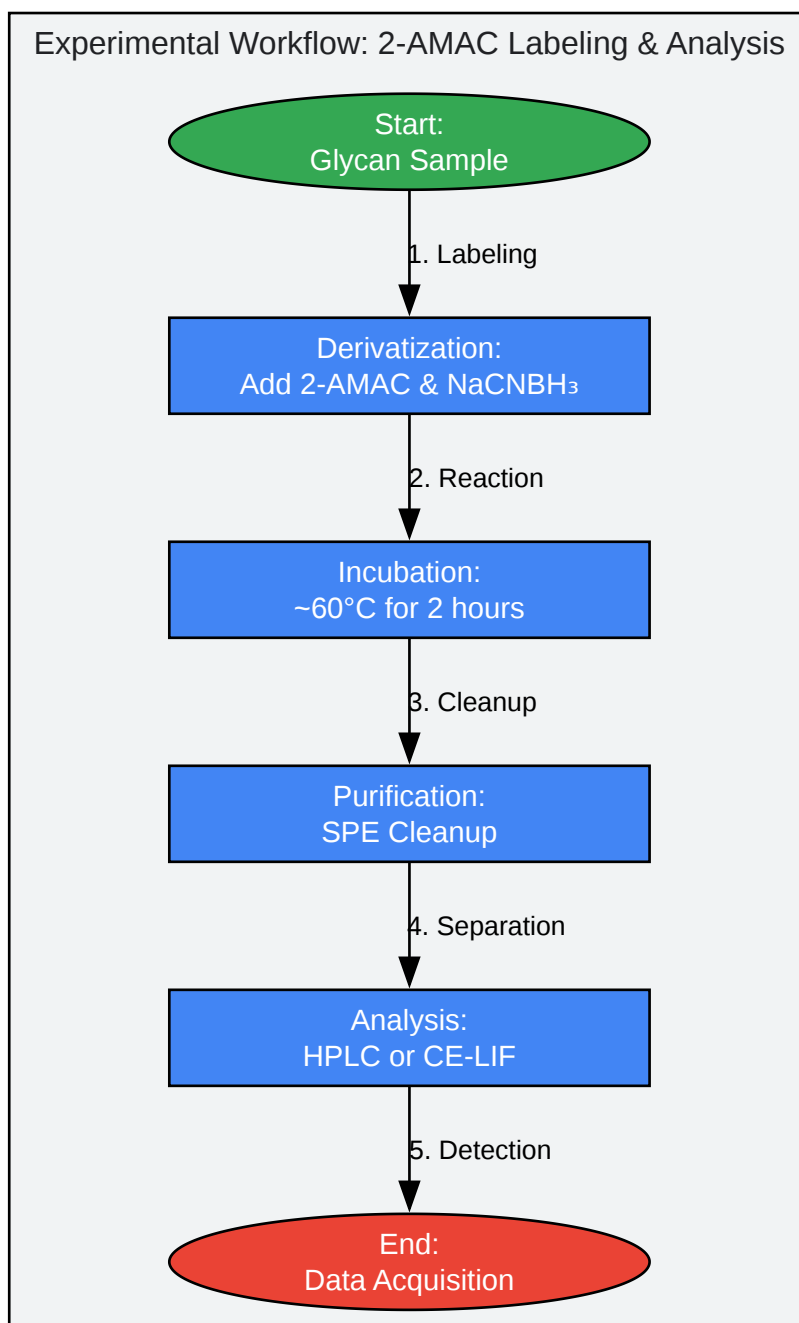 Experimental Workflow: 2-AMAC Labeling & Analysis
Start:
Glycan Sample
1. Labeling
Derivatization:
Add 2-AMAC & NaCNBH₃
2. Reaction
Incubation:
~60°C for 2 hours
3. Cleanup
Purification:
SPE Cleanup
4. Separation
Analysis:
HPLC or CE-LIF
5. Detection
End:
Data Acquisition